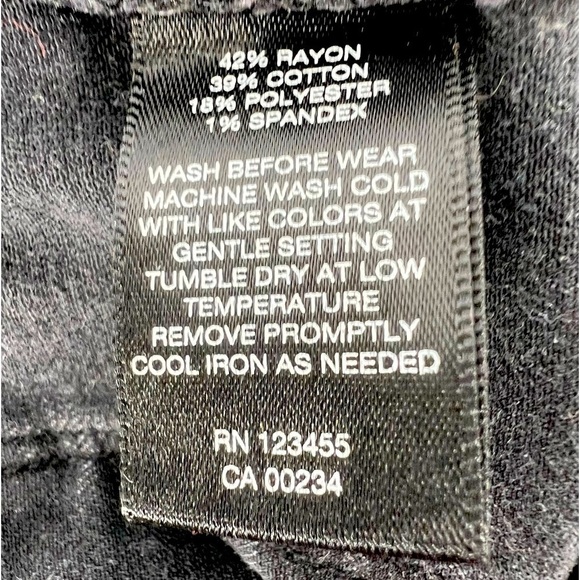 42% RAYON
39% COTTON
18% POLYESTER
1% SPANDEX
WASH BEFORE WEAR
MACHINE WASH COLD
WITH LIKE COLORS AT
GENTLE SETTING
TUMBLE DRY AT LOW
TEMPERATURE
REMOVE PROMPTLY
COOL IRON AS NEEDED
RN 123455
CA 00234